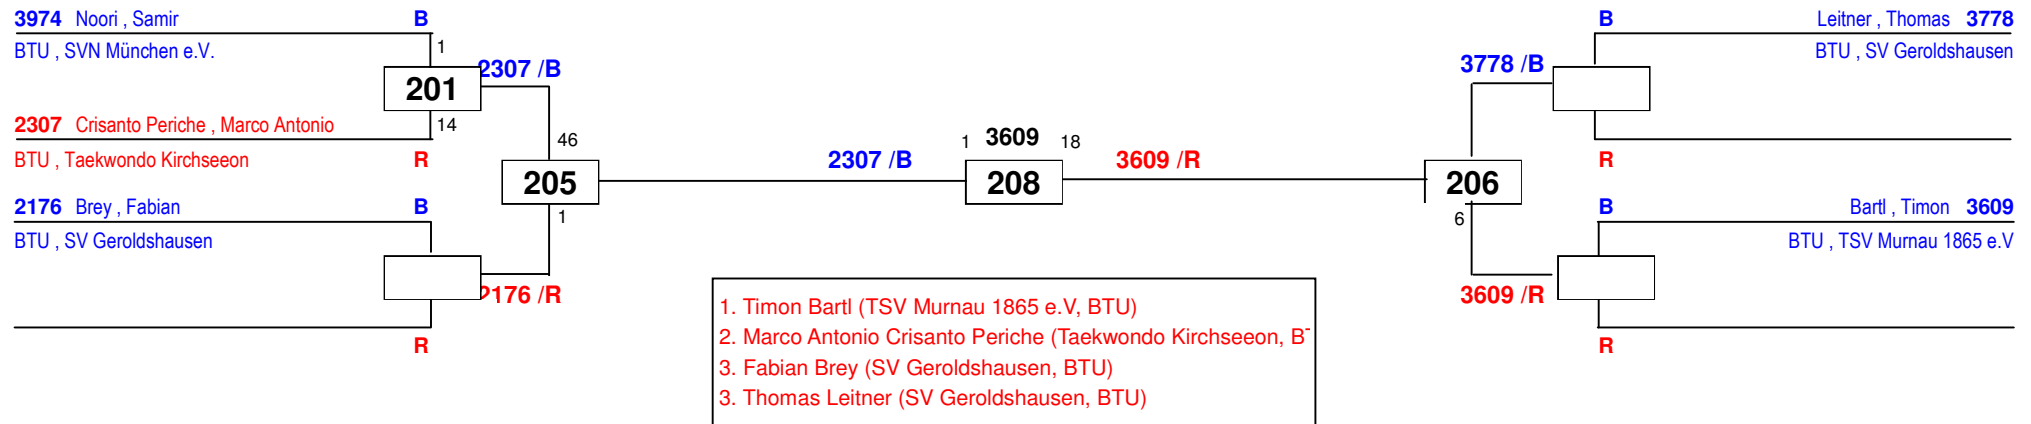 3974 Noori , Samir B
BTU , SVN München e.V.
1
2307 /B
201
2307 Crisanto Periche , Marco Antonio
14
BTU , Taekwondo Kirchseeon R
46
205
1
2176 Brey , Fabian B
BTU , SV Geroldshausen
2176 /R
R
2307 /B
1 3609 18
208
3609 /R
B Leitner , Thomas 3778
BTU , SV Geroldshausen
3778 /B
R
206
6
B Bartl , Timon 3609
BTU , TSV Murnau 1865 e.V
3609 /R
R
1. Timon Bartl (TSV Murnau 1865 e.V, BTU)
2. Marco Antonio Crisanto Periche (Taekwondo Kirchseeon, B
3. Fabian Brey (SV Geroldshausen, BTU)
3. Thomas Leitner (SV Geroldshausen, BTU)